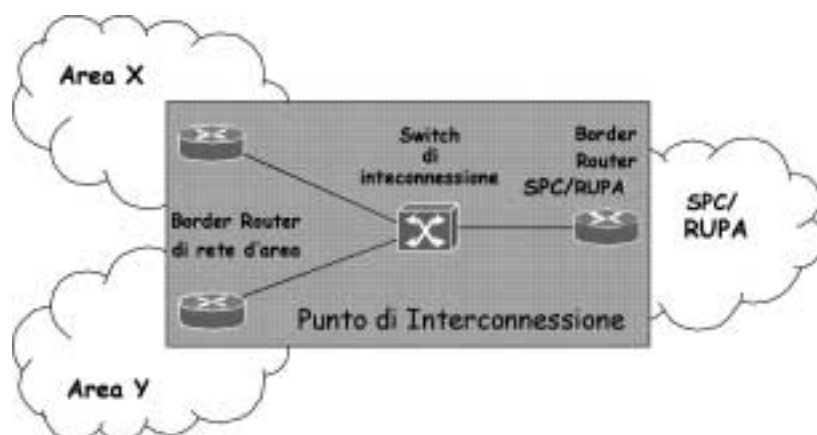 Area X
Switch
di
inteconnessione
Border
Router
SPC/RUPA
SPC/
RUPA
Border Router
di rete d'area
Punto di Interconnessione
Area Y